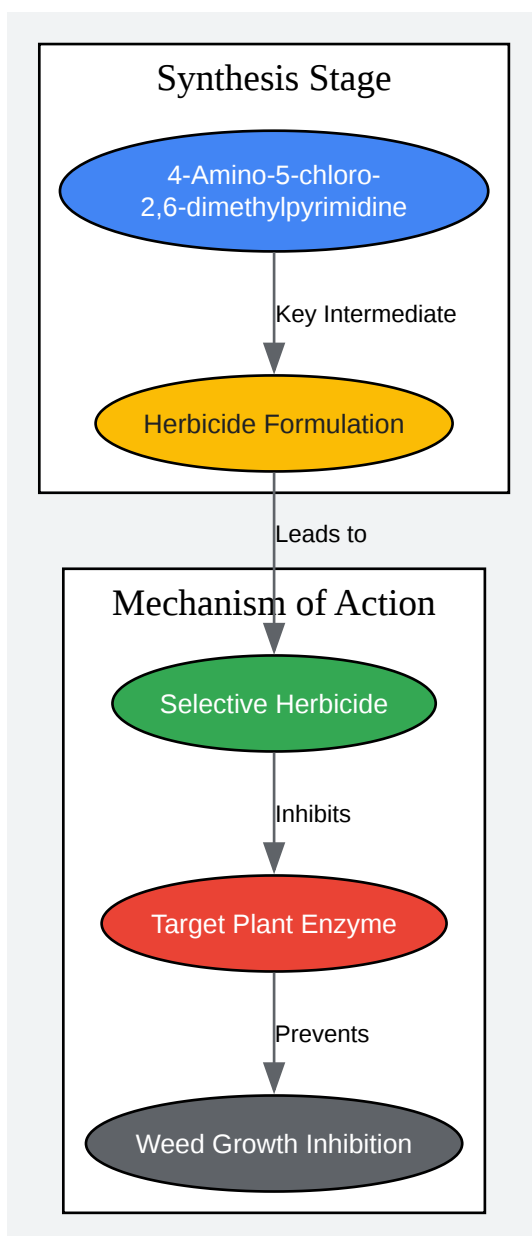 Synthesis Stage
4-Amino-5-chloro-
2,6-dimethylpyrimidine
Key Intermediate
Herbicide Formulation
Leads to
Mechanism of Action
Selective Herbicide
Inhibits
Target Plant Enzyme
Prevents
Weed Growth Inhibition